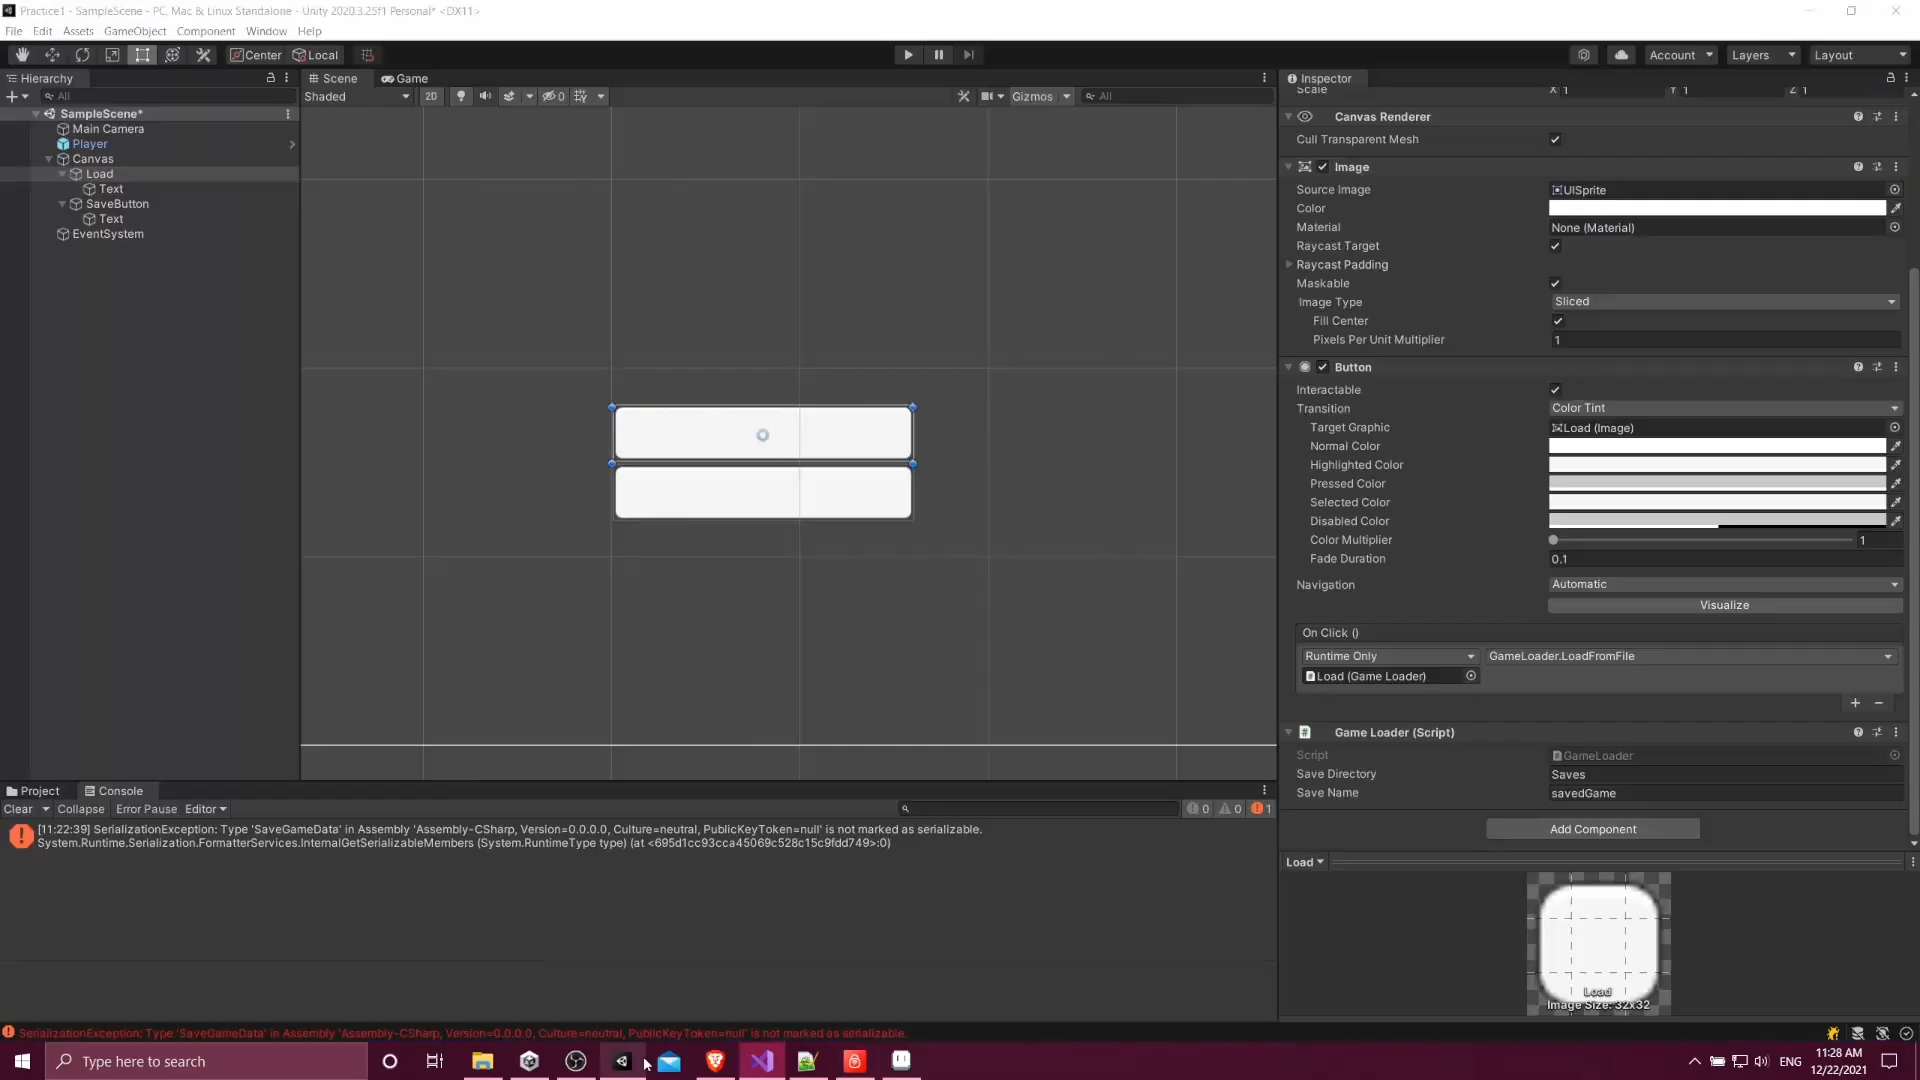 Practice1 - SampleScene - PC, Mac & Linux Standalone - Unity 2020.3.25f1 Personal* <DX11>
File Edit Assets GameObject Component Window Help
Center Local Account Layers Layout
Hierarchy Scene Game Inspector
All Shaded 2D 0 Gizmos All Scale X 1 Y 1 Z 1
SampleScene*
Main Camera
Player
Canvas
Load
Text
SaveButton
Text
EventSystem
Canvas Renderer
Cull Transparent Mesh
Image
Source Image UISprite
Color
Material None (Material)
Raycast Target
Raycast Padding
Maskable
Image Type Sliced
Fill Center
Pixels Per Unit Multiplier 1
Button
Interactable
Transition Color Tint
Target Graphic Load (Image)
Normal Color
Highlighted Color
Pressed Color
Selected Color
Disabled Color
Color Multiplier 1
Fade Duration 0.1
Navigation Automatic
Visualize
On Click ()
Runtime Only GameLoader.LoadFromFile
Load (Game Loader)
+ −
# Game Loader (Script)
Script GameLoader
Save Directory Saves
Save Name savedGame
Add Component
Load
Load
Image Size: 32x32
Project Console
Clear Collapse Error Pause Editor 0 0 1
[11:22:39] SerializationException: Type 'SaveGameData' in Assembly 'Assembly-CSharp, Version=0.0.0.0, Culture=neutral, PublicKeyToken=null' is not marked as serializable.
System.Runtime.Serialization.FormatterServices.InternalGetSerializableMembers (System.RuntimeType type) (at <695d1cc93cca45069c528c15c9fdd749>:0)
SerializationException: Type 'SaveGameData' in Assembly 'Assembly-CSharp, Version=0.0.0.0, Culture=neutral, PublicKeyToken=null' is not marked as serializable.
Type here to search
ENG
11:28 AM
12/22/2021